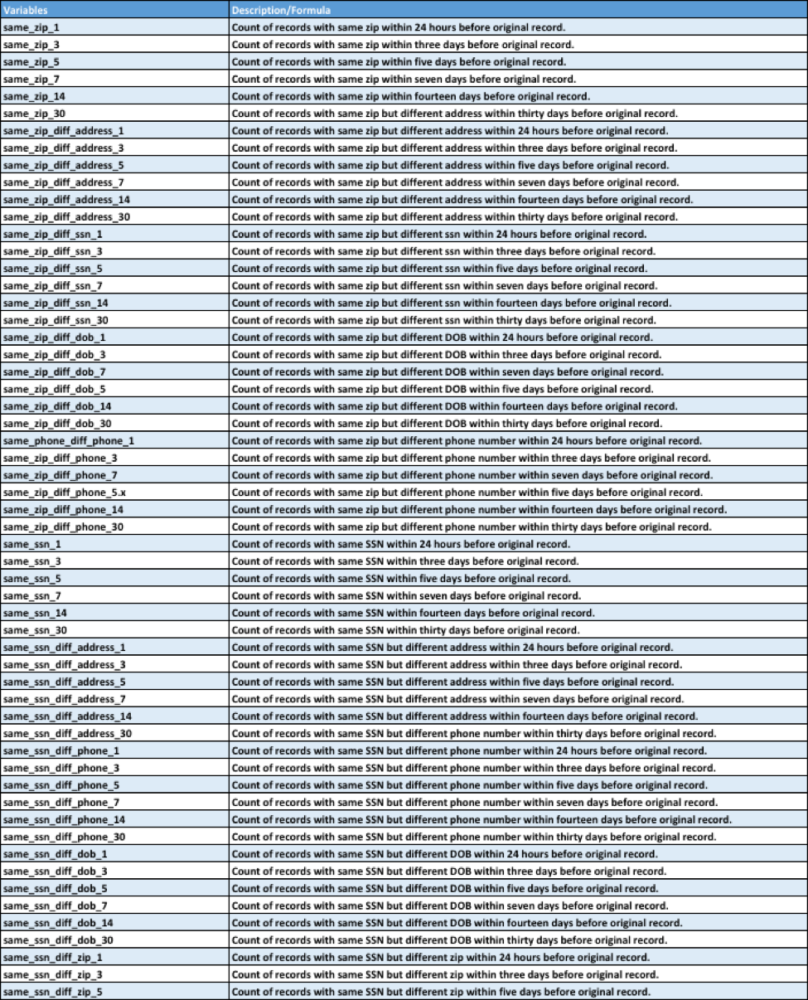 Variables Description/Formula
same_zip_1 Count of records with same zip within 24 hours before original record.
same_zip_3 Count of records with same zip within three days before original record.
same_zip_5 Count of records with same zip within five days before original record.
same_zip_7 Count of records with same zip within seven days before original record.
same_zip_14 Count of records with same zip within fourteen days before original record.
same_zip_30 Count of records with same zip but different address within thirty days before original record.
same_zip_diff_address_1 Count of records with same zip but different address within 24 hours before original record.
same_zip_diff_address_3 Count of records with same zip but different address within three days before original record.
same_zip_diff_address_5 Count of records with same zip but different address within five days before original record.
same_zip_diff_address_7 Count of records with same zip but different address within seven days before original record.
same_zip_diff_address_14 Count of records with same zip but different address within fourteen days before original record.
same_zip_diff_address_30 Count of records with same zip but different address within thirty days before original record.
same_zip_diff_ssn_1 Count of records with same zip but different ssn within 24 hours before original record.
same_zip_diff_ssn_3 Count of records with same zip but different ssn within three days before original record.
same_zip_diff_ssn_5 Count of records with same zip but different ssn within five days before original record.
same_zip_diff_ssn_7 Count of records with same zip but different ssn within seven days before original record.
same_zip_diff_ssn_14 Count of records with same zip but different ssn within fourteen days before original record.
same_zip_diff_ssn_30 Count of records with same zip but different ssn within thirty days before original record.
same_zip_diff_dob_1 Count of records with same zip but different DOB within 24 hours before original record.
same_zip_diff_dob_3 Count of records with same zip but different DOB within three days before original record.
same_zip_diff_dob_7 Count of records with same zip but different DOB within seven days before original record.
same_zip_diff_dob_5 Count of records with same zip but different DOB within five days before original record.
same_zip_diff_dob_14 Count of records with same zip but different DOB within fourteen days before original record.
same_zip_diff_dob_30 Count of records with same zip but different DOB within thirty days before original record.
same_phone_diff_phone_1 Count of records with same zip but different phone number within 24 hours before original record.
same_zip_diff_phone_3 Count of records with same zip but different phone number within three days before original record.
same_zip_diff_phone_7 Count of records with same zip but different phone number within seven days before original record.
same_zip_diff_phone_5.x Count of records with same zip but different phone number within five days before original record.
same_zip_diff_phone_14 Count of records with same zip but different phone number within fourteen days before original record.
same_zip_diff_phone_30 Count of records with same zip but different phone number within thirty days before original record.
same_ssn_1 Count of records with same SSN within 24 hours before original record.
same_ssn_3 Count of records with same SSN within three days before original record.
same_ssn_5 Count of records with same SSN within five days before original record.
same_ssn_7 Count of records with same SSN within seven days before original record.
same_ssn_14 Count of records with same SSN within fourteen days before original record.
same_ssn_30 Count of records with same SSN within thirty days before original record.
same_ssn_diff_address_1 Count of records with same SSN but different address within 24 hours before original record.
same_ssn_diff_address_3 Count of records with same SSN but different address within three days before original record.
same_ssn_diff_address_5 Count of records with same SSN but different address within five days before original record.
same_ssn_diff_address_7 Count of records with same SSN but different address within seven days before original record.
same_ssn_diff_address_14 Count of records with same SSN but different address within fourteen days before original record.
same_ssn_diff_address_30 Count of records with same SSN but different phone number within thirty days before original record.
same_ssn_diff_phone_1 Count of records with same SSN but different phone number within 24 hours before original record.
same_ssn_diff_phone_3 Count of records with same SSN but different phone number within three days before original record.
same_ssn_diff_phone_5 Count of records with same SSN but different phone number within five days before original record.
same_ssn_diff_phone_7 Count of records with same SSN but different phone number within seven days before original record.
same_ssn_diff_phone_14 Count of records with same SSN but different phone number within fourteen days before original record.
same_ssn_diff_phone_30 Count of records with same SSN but different phone number within thirty days before original record.
same_ssn_diff_dob_1 Count of records with same SSN but different DOB within 24 hours before original record.
same_ssn_diff_dob_3 Count of records with same SSN but different DOB within three days before original record.
same_ssn_diff_dob_5 Count of records with same SSN but different DOB within five days before original record.
same_ssn_diff_dob_7 Count of records with same SSN but different DOB within seven days before original record.
same_ssn_diff_dob_14 Count of records with same SSN but different DOB within fourteen days before original record.
same_ssn_diff_dob_30 Count of records with same SSN but different DOB within thirty days before original record.
same_ssn_diff_zip_1 Count of records with same SSN but different zip within 24 hours before original record.
same_ssn_diff_zip_3 Count of records with same SSN but different zip within three days before original record.
same_ssn_diff_zip_5 Count of records with same SSN but different zip within five days before original record.